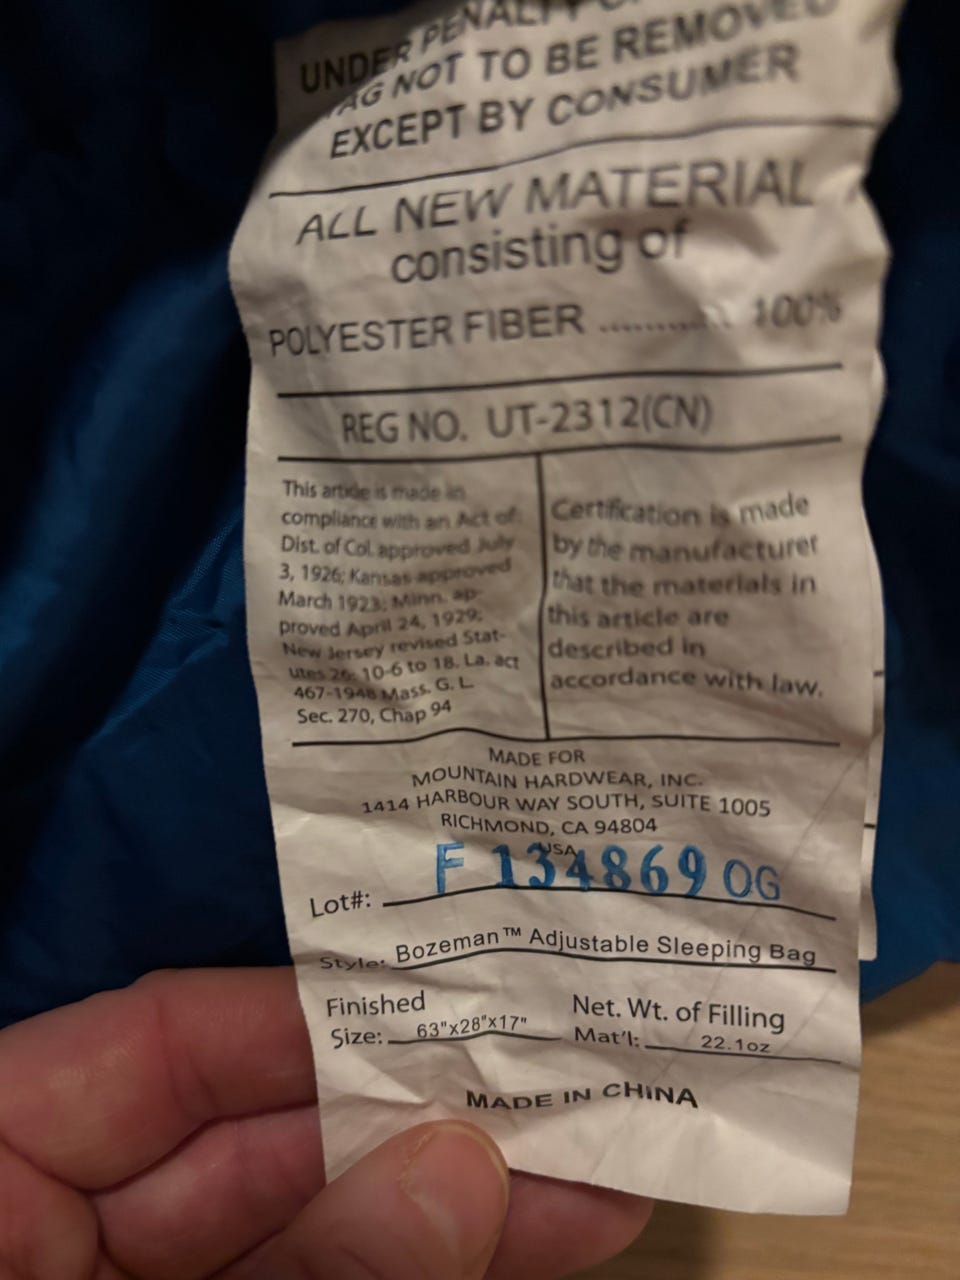 UNDER PENALTY
TAG NOT TO BE REMOVED
EXCEPT BY CONSUMER
ALL NEW MATERIAL
consisting of
POLYESTER FIBER .......... 100%
REG NO. UT-2312(CN)
This article is made in
compliance with an Act of
Dist. of Col. approved July
3, 1926; Kansas approved
March 1923; Minn. ap-
proved April 24, 1929;
New Jersey revised Stat-
utes 26: 10-6 to 18. La. act
467-1948 Mass. G. L.
Sec. 270, Chap 94
Certification is made
by the manufacturer
that the materials in
this article are
described in
accordance with law.
MADE FOR
MOUNTAIN HARDWEAR, INC.
1414 HARBOUR WAY SOUTH, SUITE 1005
RICHMOND, CA 94804
USA
Lot#: F 134869 OG
Style: Bozeman™ Adjustable Sleeping Bag
Finished
Size: 63"x28"x17"
Net. Wt. of Filling
Mat'l: 22.1oz
MADE IN CHINA